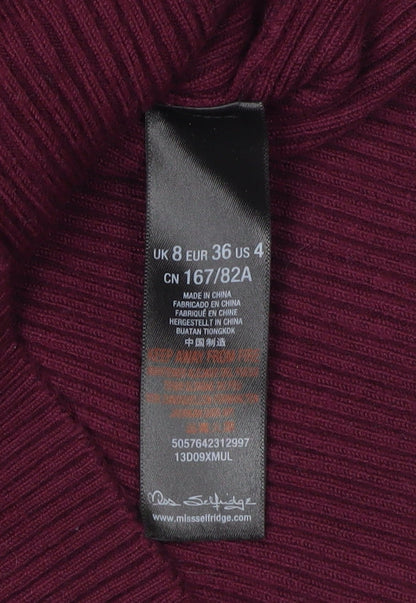 UK 8 EUR 36 US 4
CN 167/82A
MADE IN CHINA
FABRICADO EN CHINA
FABRIQUÉ EN CHINE
HERGESTELLT IN CHINA
BUATAN TIONGKOK
中国制造
KEEP AWAY FROM FIRE
5057642312997
13D09XMUL
Miss Selfridge
www.missselfridge.com